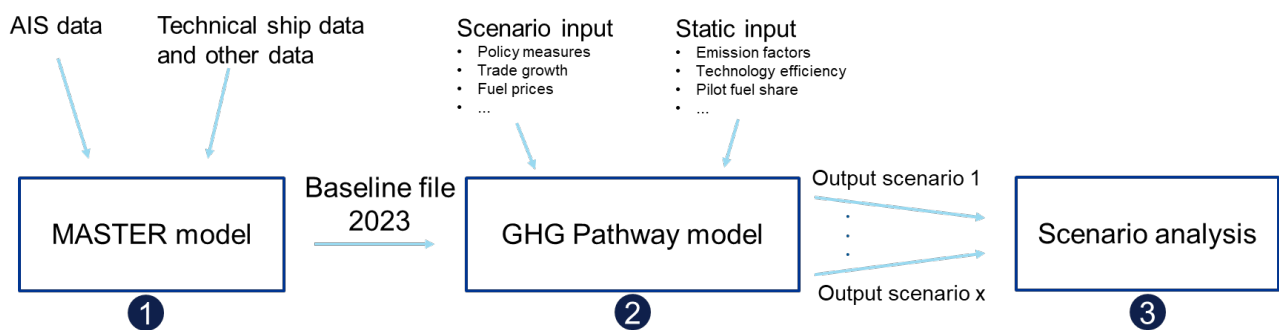 AIS data
Technical ship data
and other data
Scenario input
• Policy measures
• Trade growth
• Fuel prices
• ...
Static input
• Emission factors
• Technology efficiency
• Pilot fuel share
• ...
MASTER model
1
Baseline file
2023
GHG Pathway model
2
Output scenario 1
Output scenario x
Scenario analysis
3